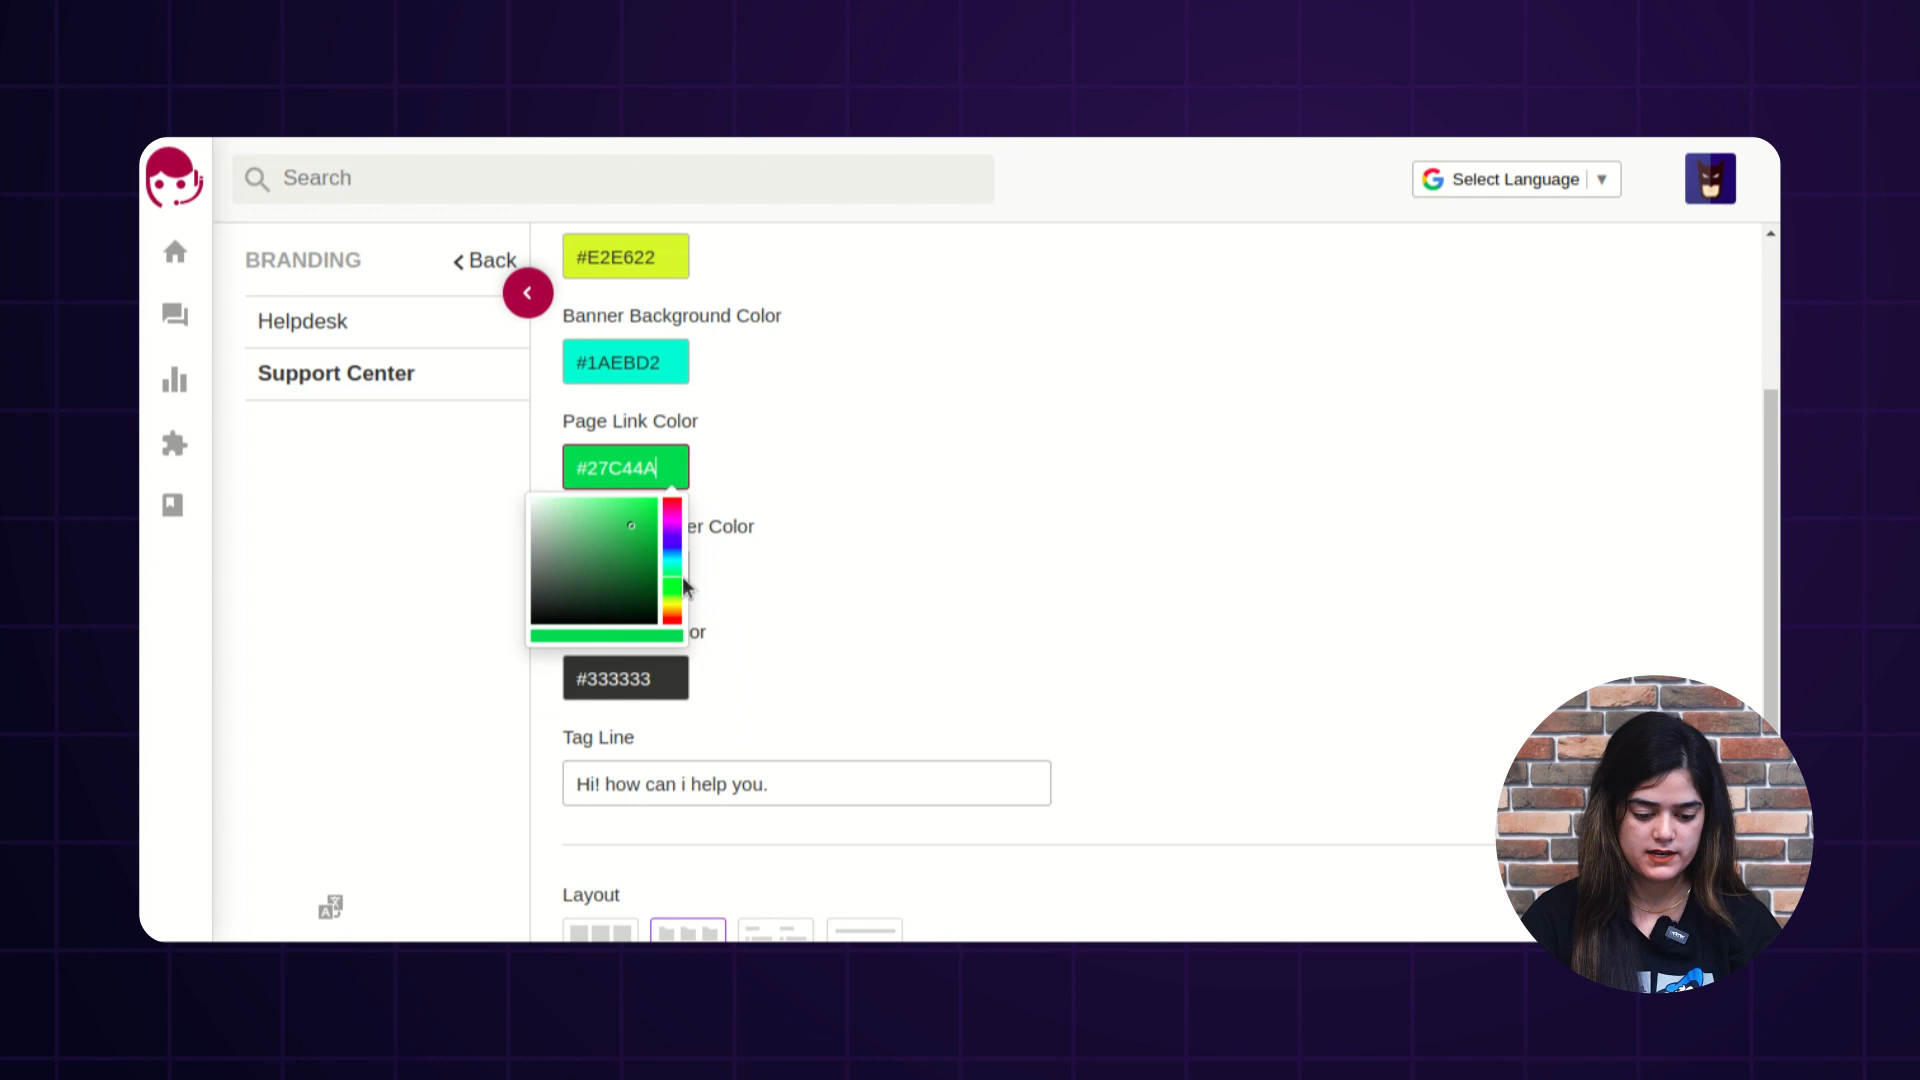 Search
Select Language
BRANDING
Back
Helpdesk
Support Center
#E2E622
Banner Background Color
#1AEBD2
Page Link Color
#27C44A
er Color
or
#333333
Tag Line
Hi! how can i help you.
Layout